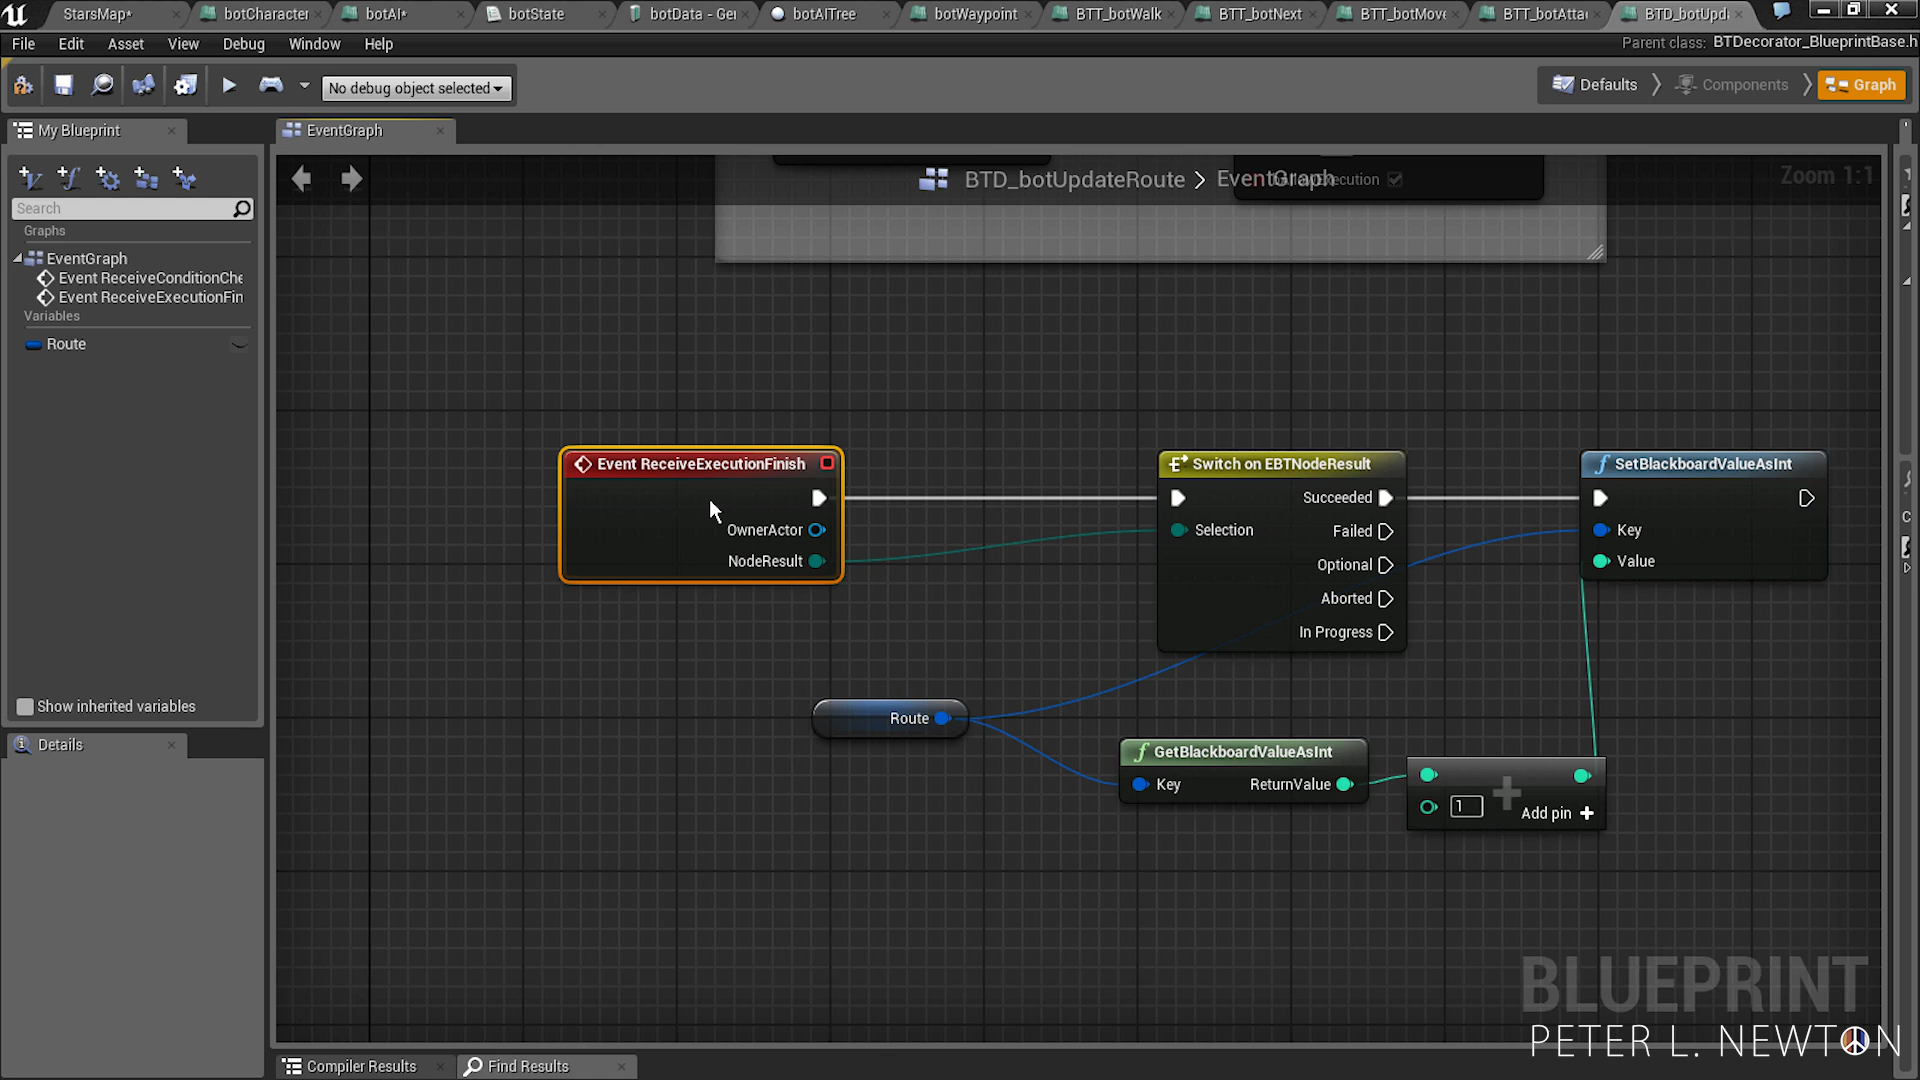 StarsMap*
botCharacter
botAI*
botState
botData - Ge
botAITree
botWaypoint
BTT_botWalk
BTT_botNext
BTT_botMove
BTT_botAtta
BTD_botUpd
File
Edit
Asset
View
Debug
Window
Help
Parent class: BTDecorator_BlueprintBase.h
No debug object selected
Defaults
Components
Graph
My Blueprint
EventGraph
Search
Graphs
EventGraph
Event ReceiveConditionChe
Event ReceiveExecutionFin
Variables
Route
Show inherited variables
Details
BTD_botUpdateRoute > EventGraph
Zoom 1:1
Event ReceiveExecutionFinish
OwnerActor
NodeResult
Switch on EBTNodeResult
Selection
Succeeded
Failed
Optional
Aborted
In Progress
SetBlackboardValueAsInt
Key
Value
Route
GetBlackboardValueAsInt
Key
ReturnValue
1
Add pin +
BLUEPRINT
PETER L. NEWTON
Compiler Results
Find Results